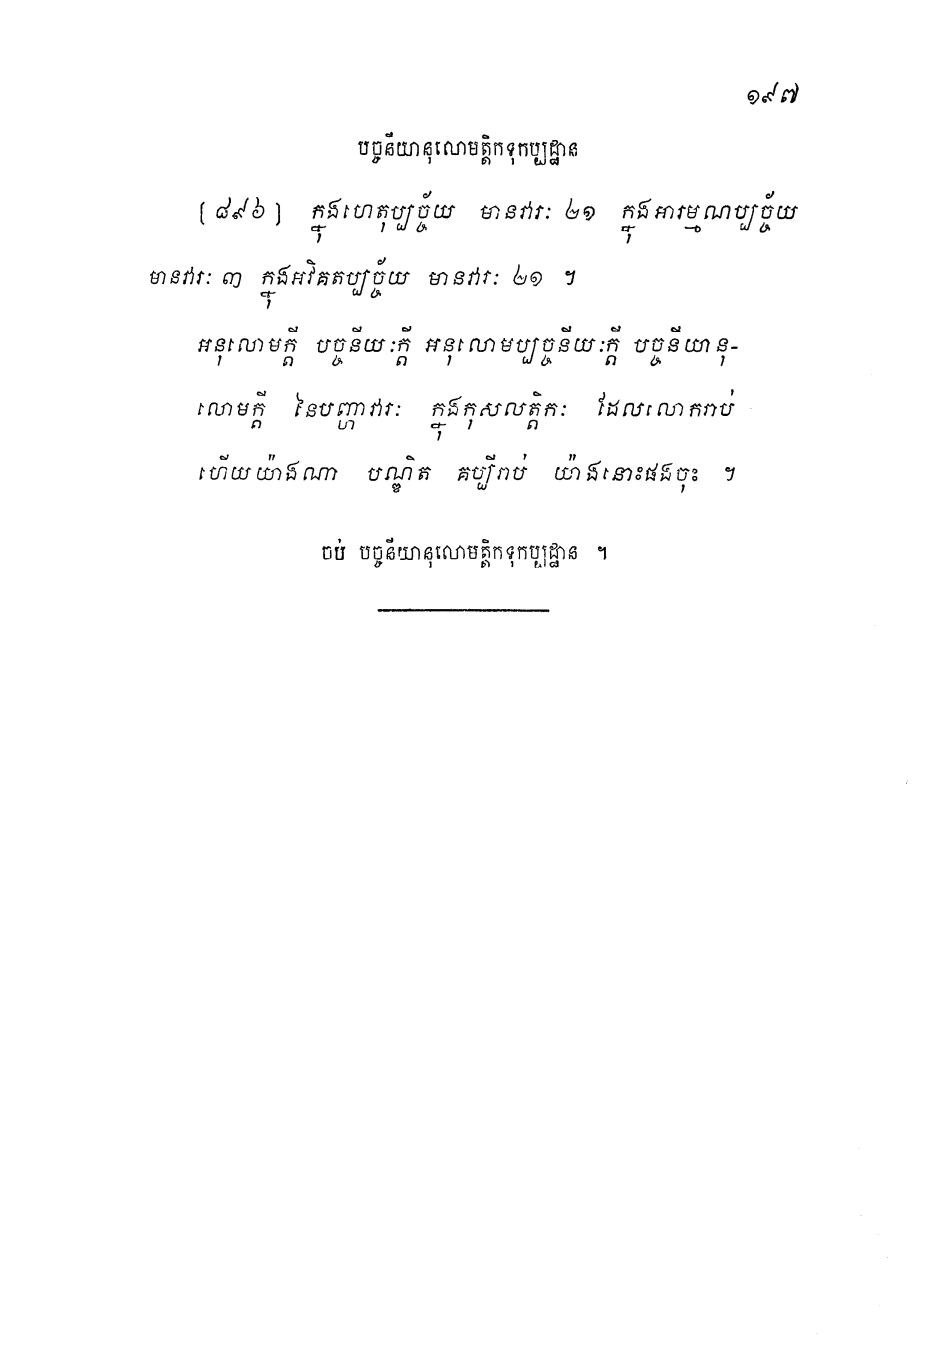 ១៩៧
បច្ចនីយានុលោមត្តិកទុកប្បដ្ឋាន
[៨៩៦] ក្នុងហេតុប្បច្ច័យ មានវារៈ ២១ ក្នុងអារម្មណប្បច្ច័យ
មានវារៈ ៣ ក្នុងអវិគតប្បច្ច័យ មានវារៈ ២១ ។
អនុលោមក្តី បច្ចនីយៈក្តី អនុលោមប្បច្ចនីយៈក្តី បច្ចនីយានុ-
លោមក្តី នៃបញ្ហាវារៈ ក្នុងកុសលត្តិកៈ ដែលលោករាប់
ហើយយ៉ាងណា បណ្ឌិត គប្បីរាប់ យ៉ាងនោះផងចុះ ។
ចប់ បច្ចនីយានុលោមត្តិកទុកប្បដ្ឋាន ។